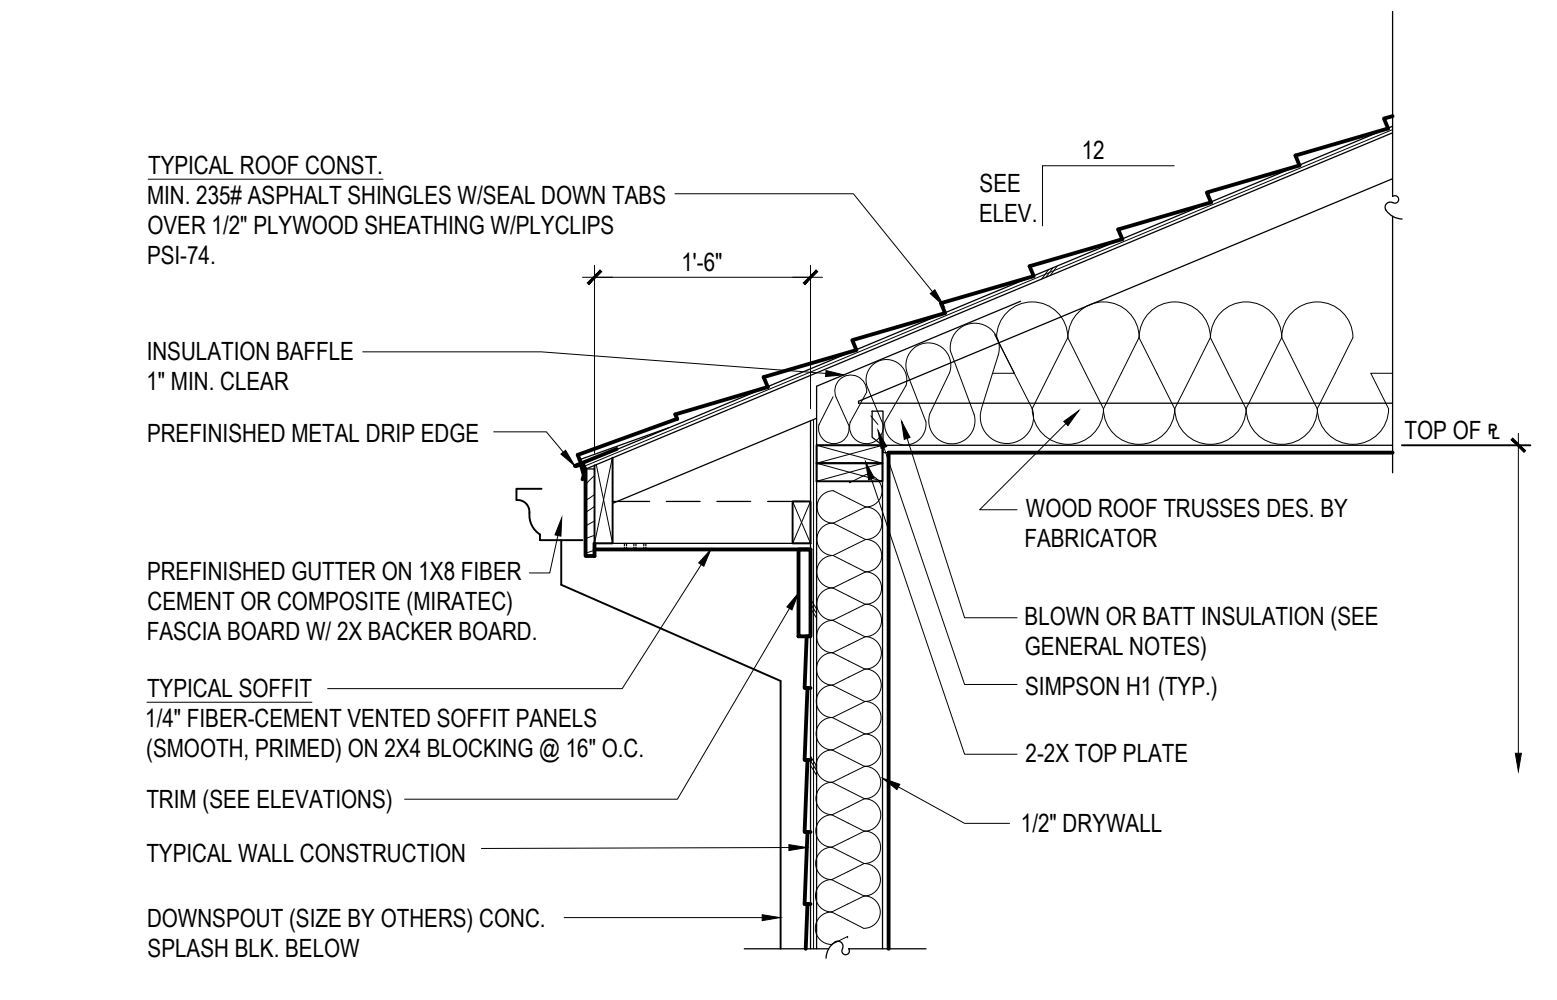 TYPICAL ROOF CONST.
MIN. 235# ASPHALT SHINGLES W/SEAL DOWN TABS
OVER 1/2" PLYWOOD SHEATHING W/PLYCLIPS
PSI-74.
12
SEE
ELEV.
1'-6"
INSULATION BAFFLE
1" MIN. CLEAR
PREFINISHED METAL DRIP EDGE
TOP OF ⅊
PREFINISHED GUTTER ON 1X8 FIBER
CEMENT OR COMPOSITE (MIRATEC)
FASCIA BOARD W/ 2X BACKER BOARD.
TYPICAL SOFFIT
1/4" FIBER-CEMENT VENTED SOFFIT PANELS
(SMOOTH, PRIMED) ON 2X4 BLOCKING @ 16" O.C.
TRIM (SEE ELEVATIONS)
TYPICAL WALL CONSTRUCTION
DOWNSPOUT (SIZE BY OTHERS) CONC.
SPLASH BLK. BELOW
WOOD ROOF TRUSSES DES. BY
FABRICATOR
BLOWN OR BATT INSULATION (SEE
GENERAL NOTES)
SIMPSON H1 (TYP.)
2-2X TOP PLATE
1/2" DRYWALL